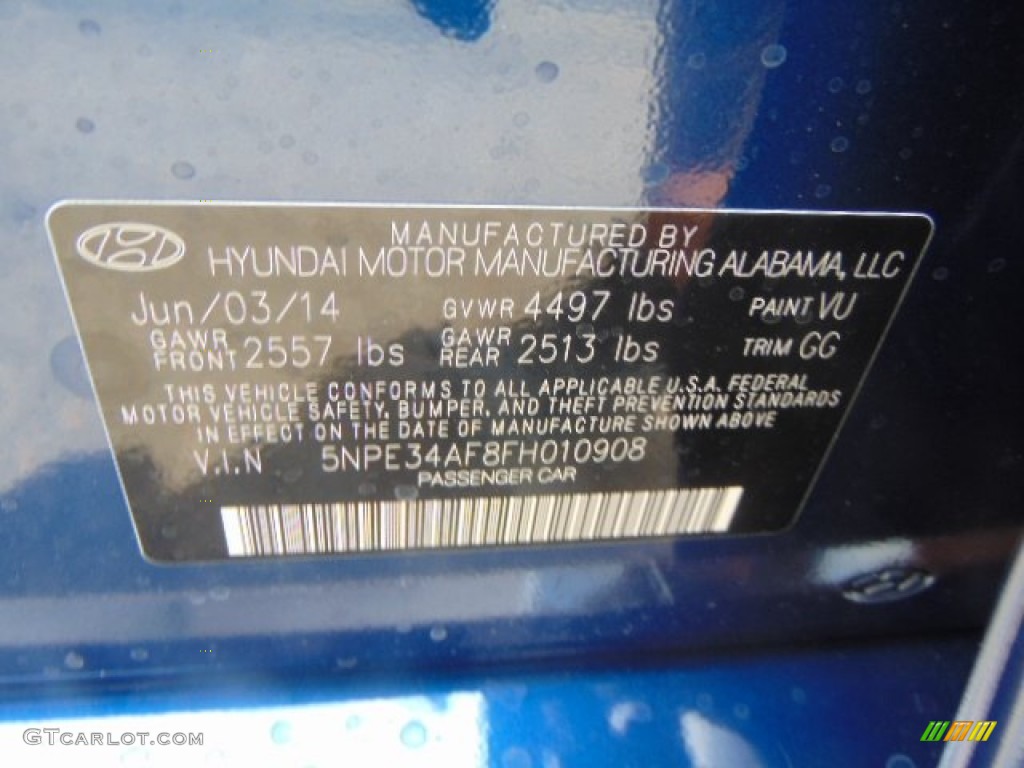 MANUFACTURED BY
HYUNDAI MOTOR MANUFACTURING ALABAMA, LLC
Jun/03/14 GVWR 4497 lbs PAINT VU
GAWR FRONT 2557 lbs GAWR REAR 2513 lbs TRIM GG
THIS VEHICLE CONFORMS TO ALL APPLICABLE U.S.A. FEDERAL
MOTOR VEHICLE SAFETY, BUMPER, AND THEFT PREVENTION STANDARDS
IN EFFECT ON THE DATE OF MANUFACTURE SHOWN ABOVE
V.I.N 5NPE34AF8FH010908
PASSENGER CAR
GTCARLOT.COM